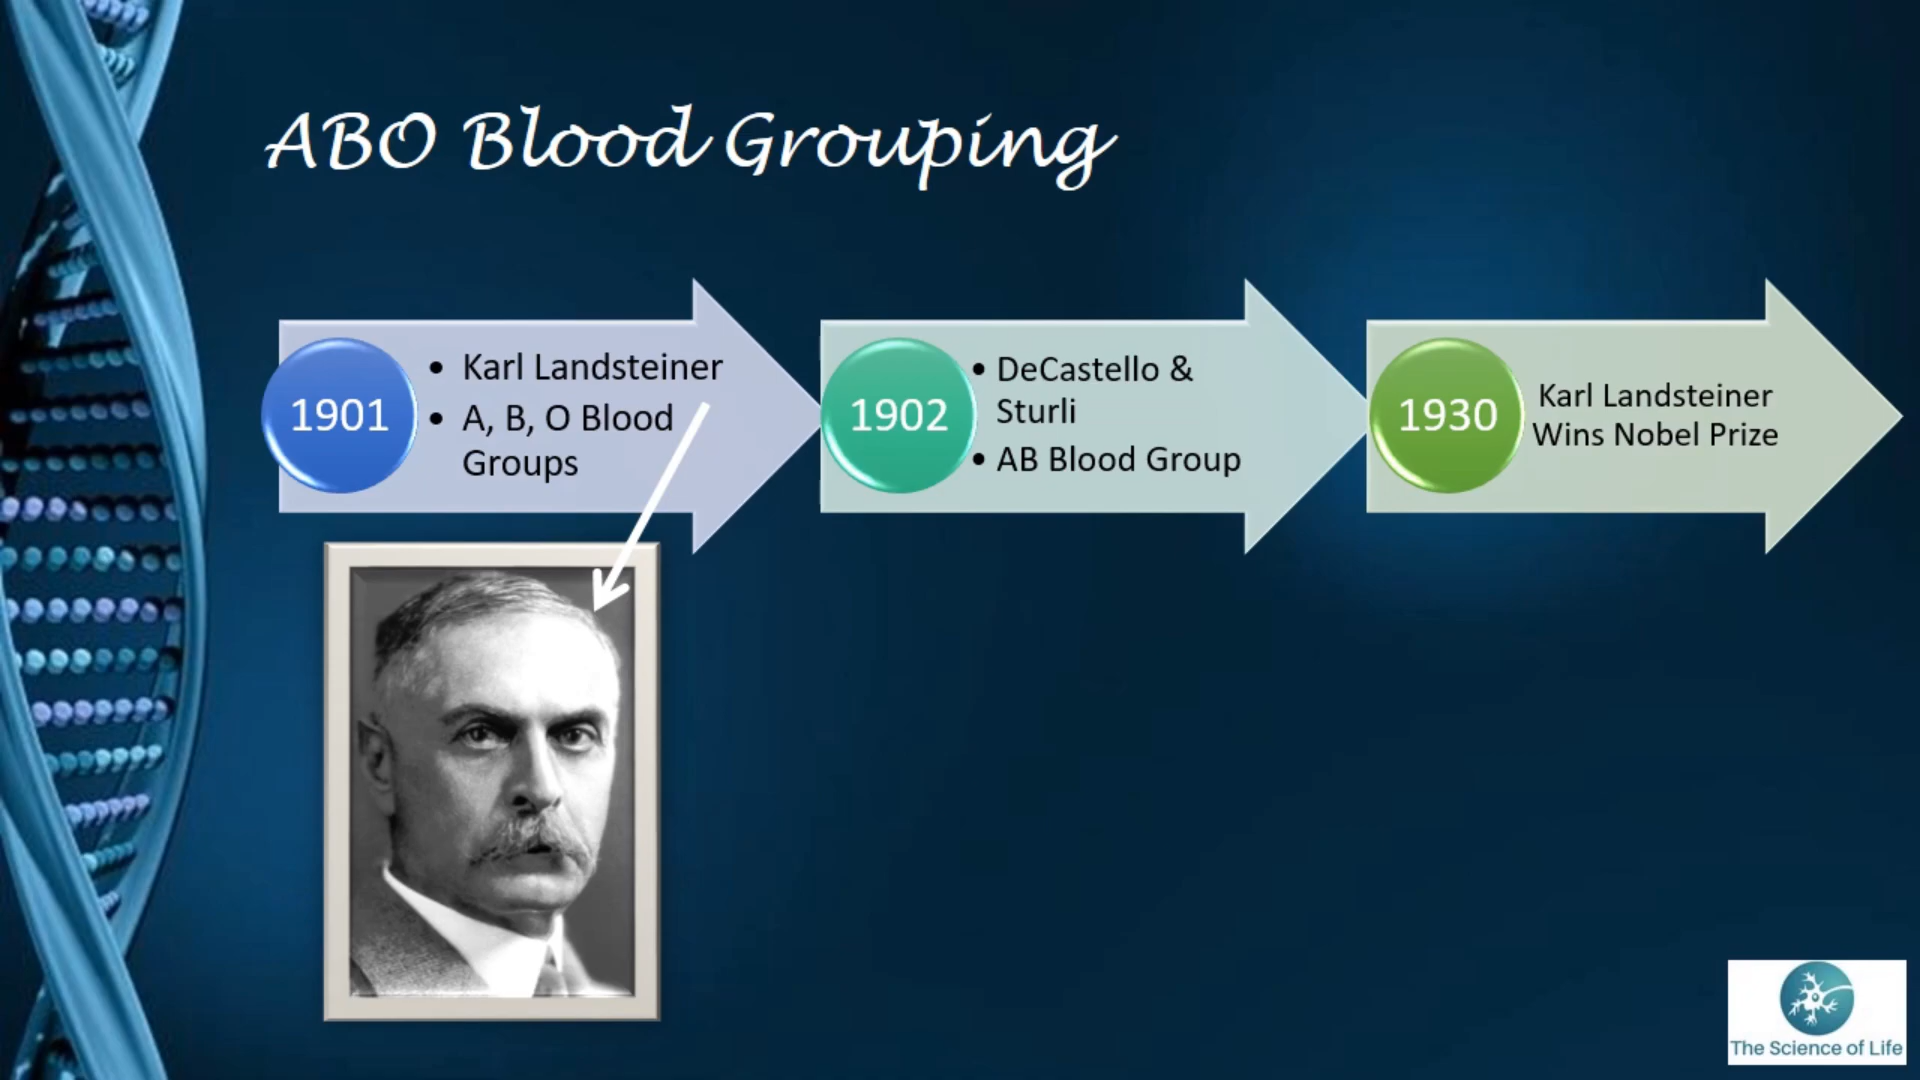 ABO Blood Grouping
1901
• Karl Landsteiner
• A, B, O Blood
Groups
1902
• DeCastello &
Sturli
• AB Blood Group
1930
Karl Landsteiner
Wins Nobel Prize
The Science of Life